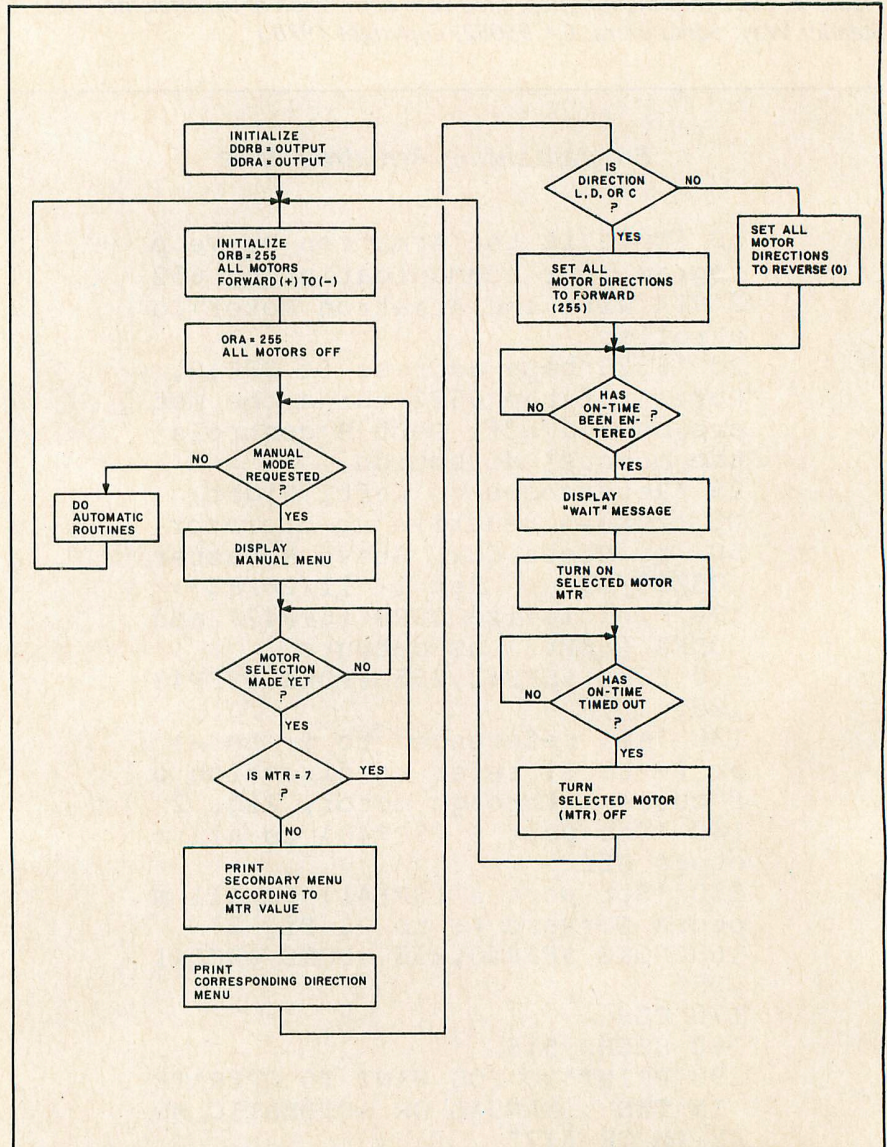 INITIALIZE
DDRB = OUTPUT
DDRA = OUTPUT
INITIALIZE
ORB = 255
ALL MOTORS
FORWARD (+) TO (-)
ORA = 255
ALL MOTORS OFF
MANUAL
MODE
REQUESTED
?
NO
YES
DO
AUTOMATIC
ROUTINES
DISPLAY
MANUAL MENU
MOTOR
SELECTION
MADE YET
?
NO
YES
IS MTR = 7
?
YES
NO
PRINT
SECONDARY MENU
ACCORDING TO
MTR VALUE
PRINT
CORRESPONDING DIRECTION
MENU
IS
DIRECTION
L, D, OR C
?
NO
YES
SET ALL
MOTOR
DIRECTIONS
TO REVERSE (0)
SET ALL
MOTOR DIRECTIONS
TO FORWARD
(255)
HAS
ON-TIME ?
BEEN EN-
TERED
NO
YES
DISPLAY
"WAIT" MESSAGE
TURN ON
SELECTED MOTOR
MTR
HAS
ON-TIME
TIMED OUT
?
NO
YES
TURN
SELECTED MOTOR
(MTR) OFF